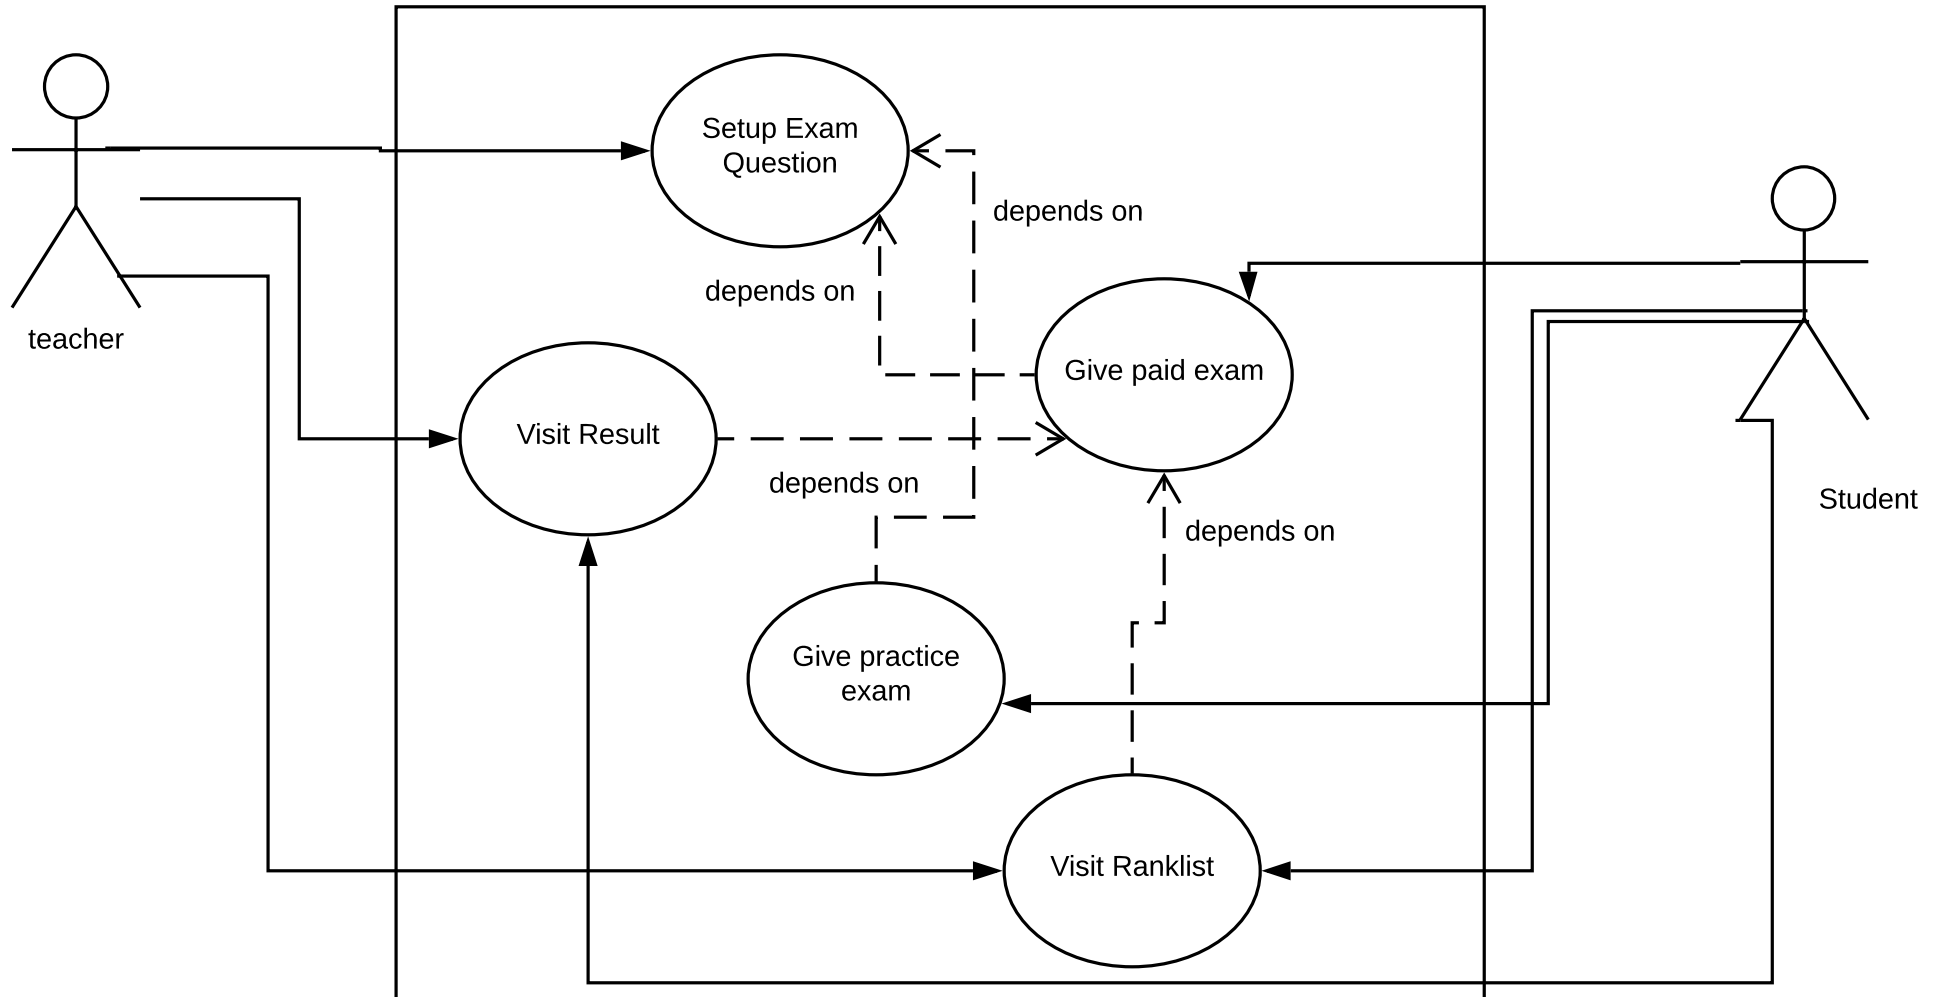 Setup Exam
Question
depends on
depends on
teacher
Give paid exam
Visit Result
depends on
Student
depends on
Give practice
exam
Visit Ranklist